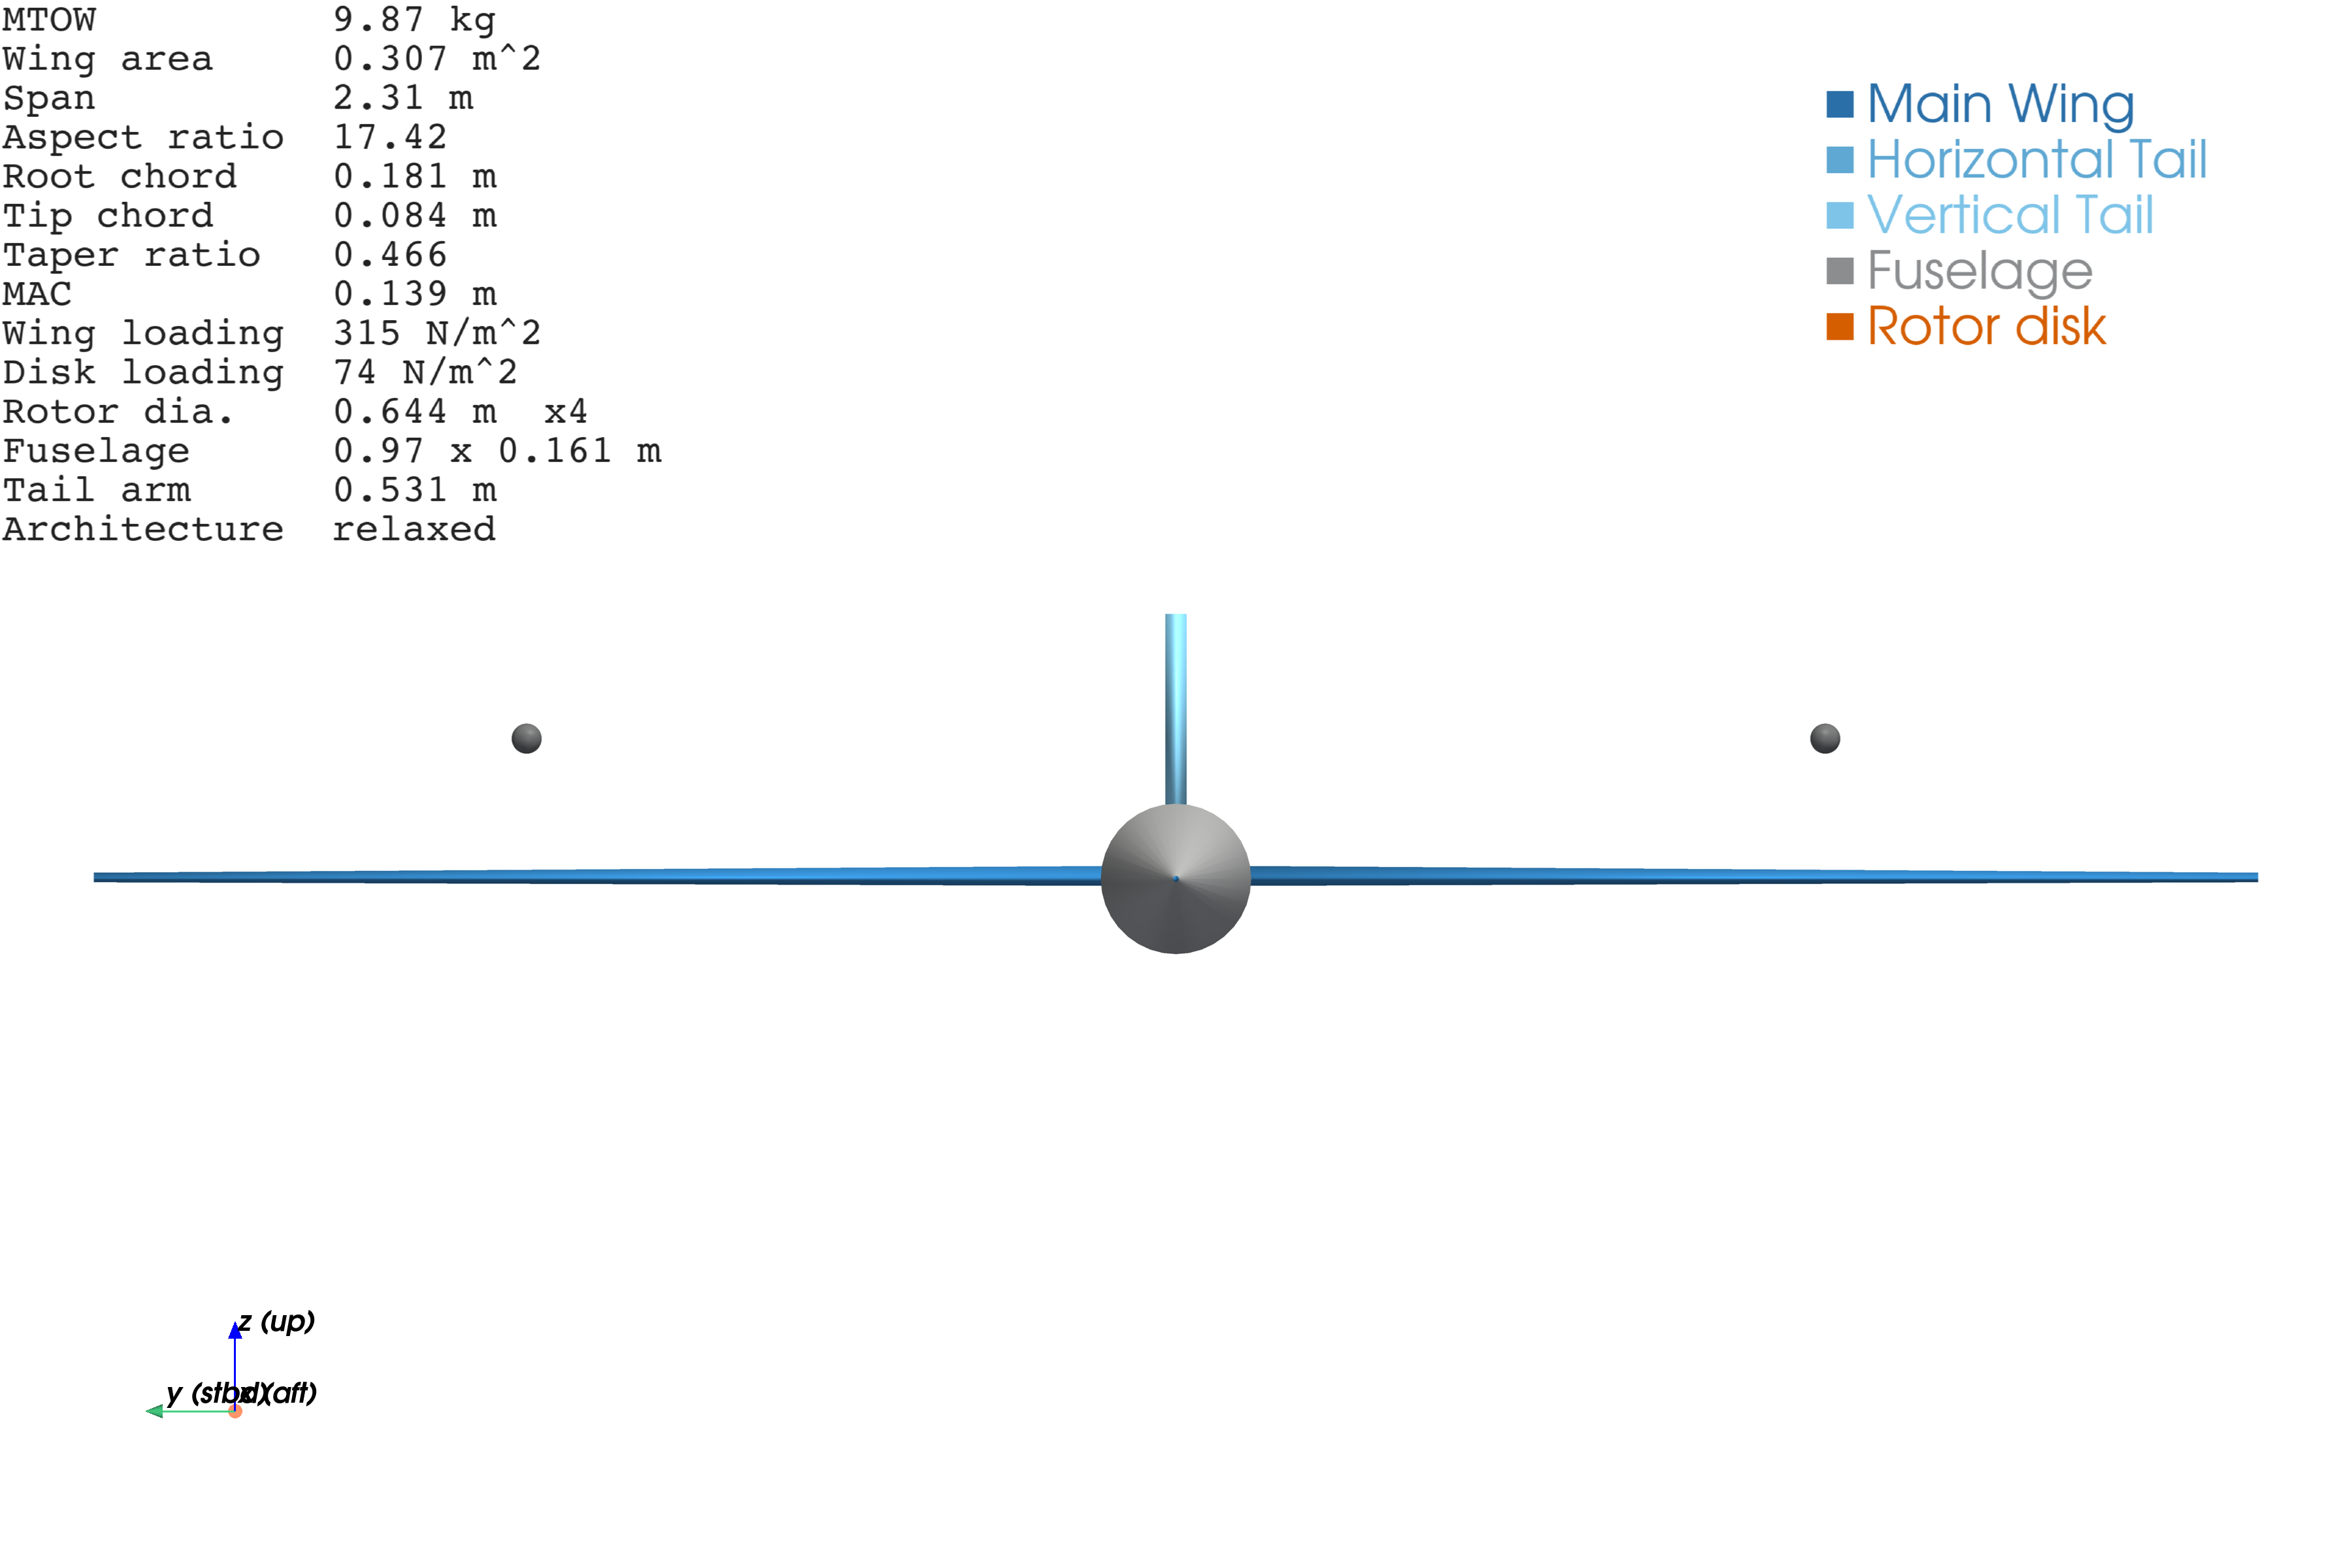 MTOW 9.87 kg
Wing area 0.307 m^2
Span 2.31 m
Aspect ratio 17.42
Root chord 0.181 m
Tip chord 0.084 m
Taper ratio 0.466
MAC 0.139 m
Wing loading 315 N/m^2
Disk loading 74 N/m^2
Rotor dia. 0.644 m x4
Fuselage 0.97 x 0.161 m
Tail arm 0.531 m
Architecture relaxed
Main Wing
Horizontal Tail
Vertical Tail
Fuselage
Rotor disk
z (up)
y (stbd)
x (aft)